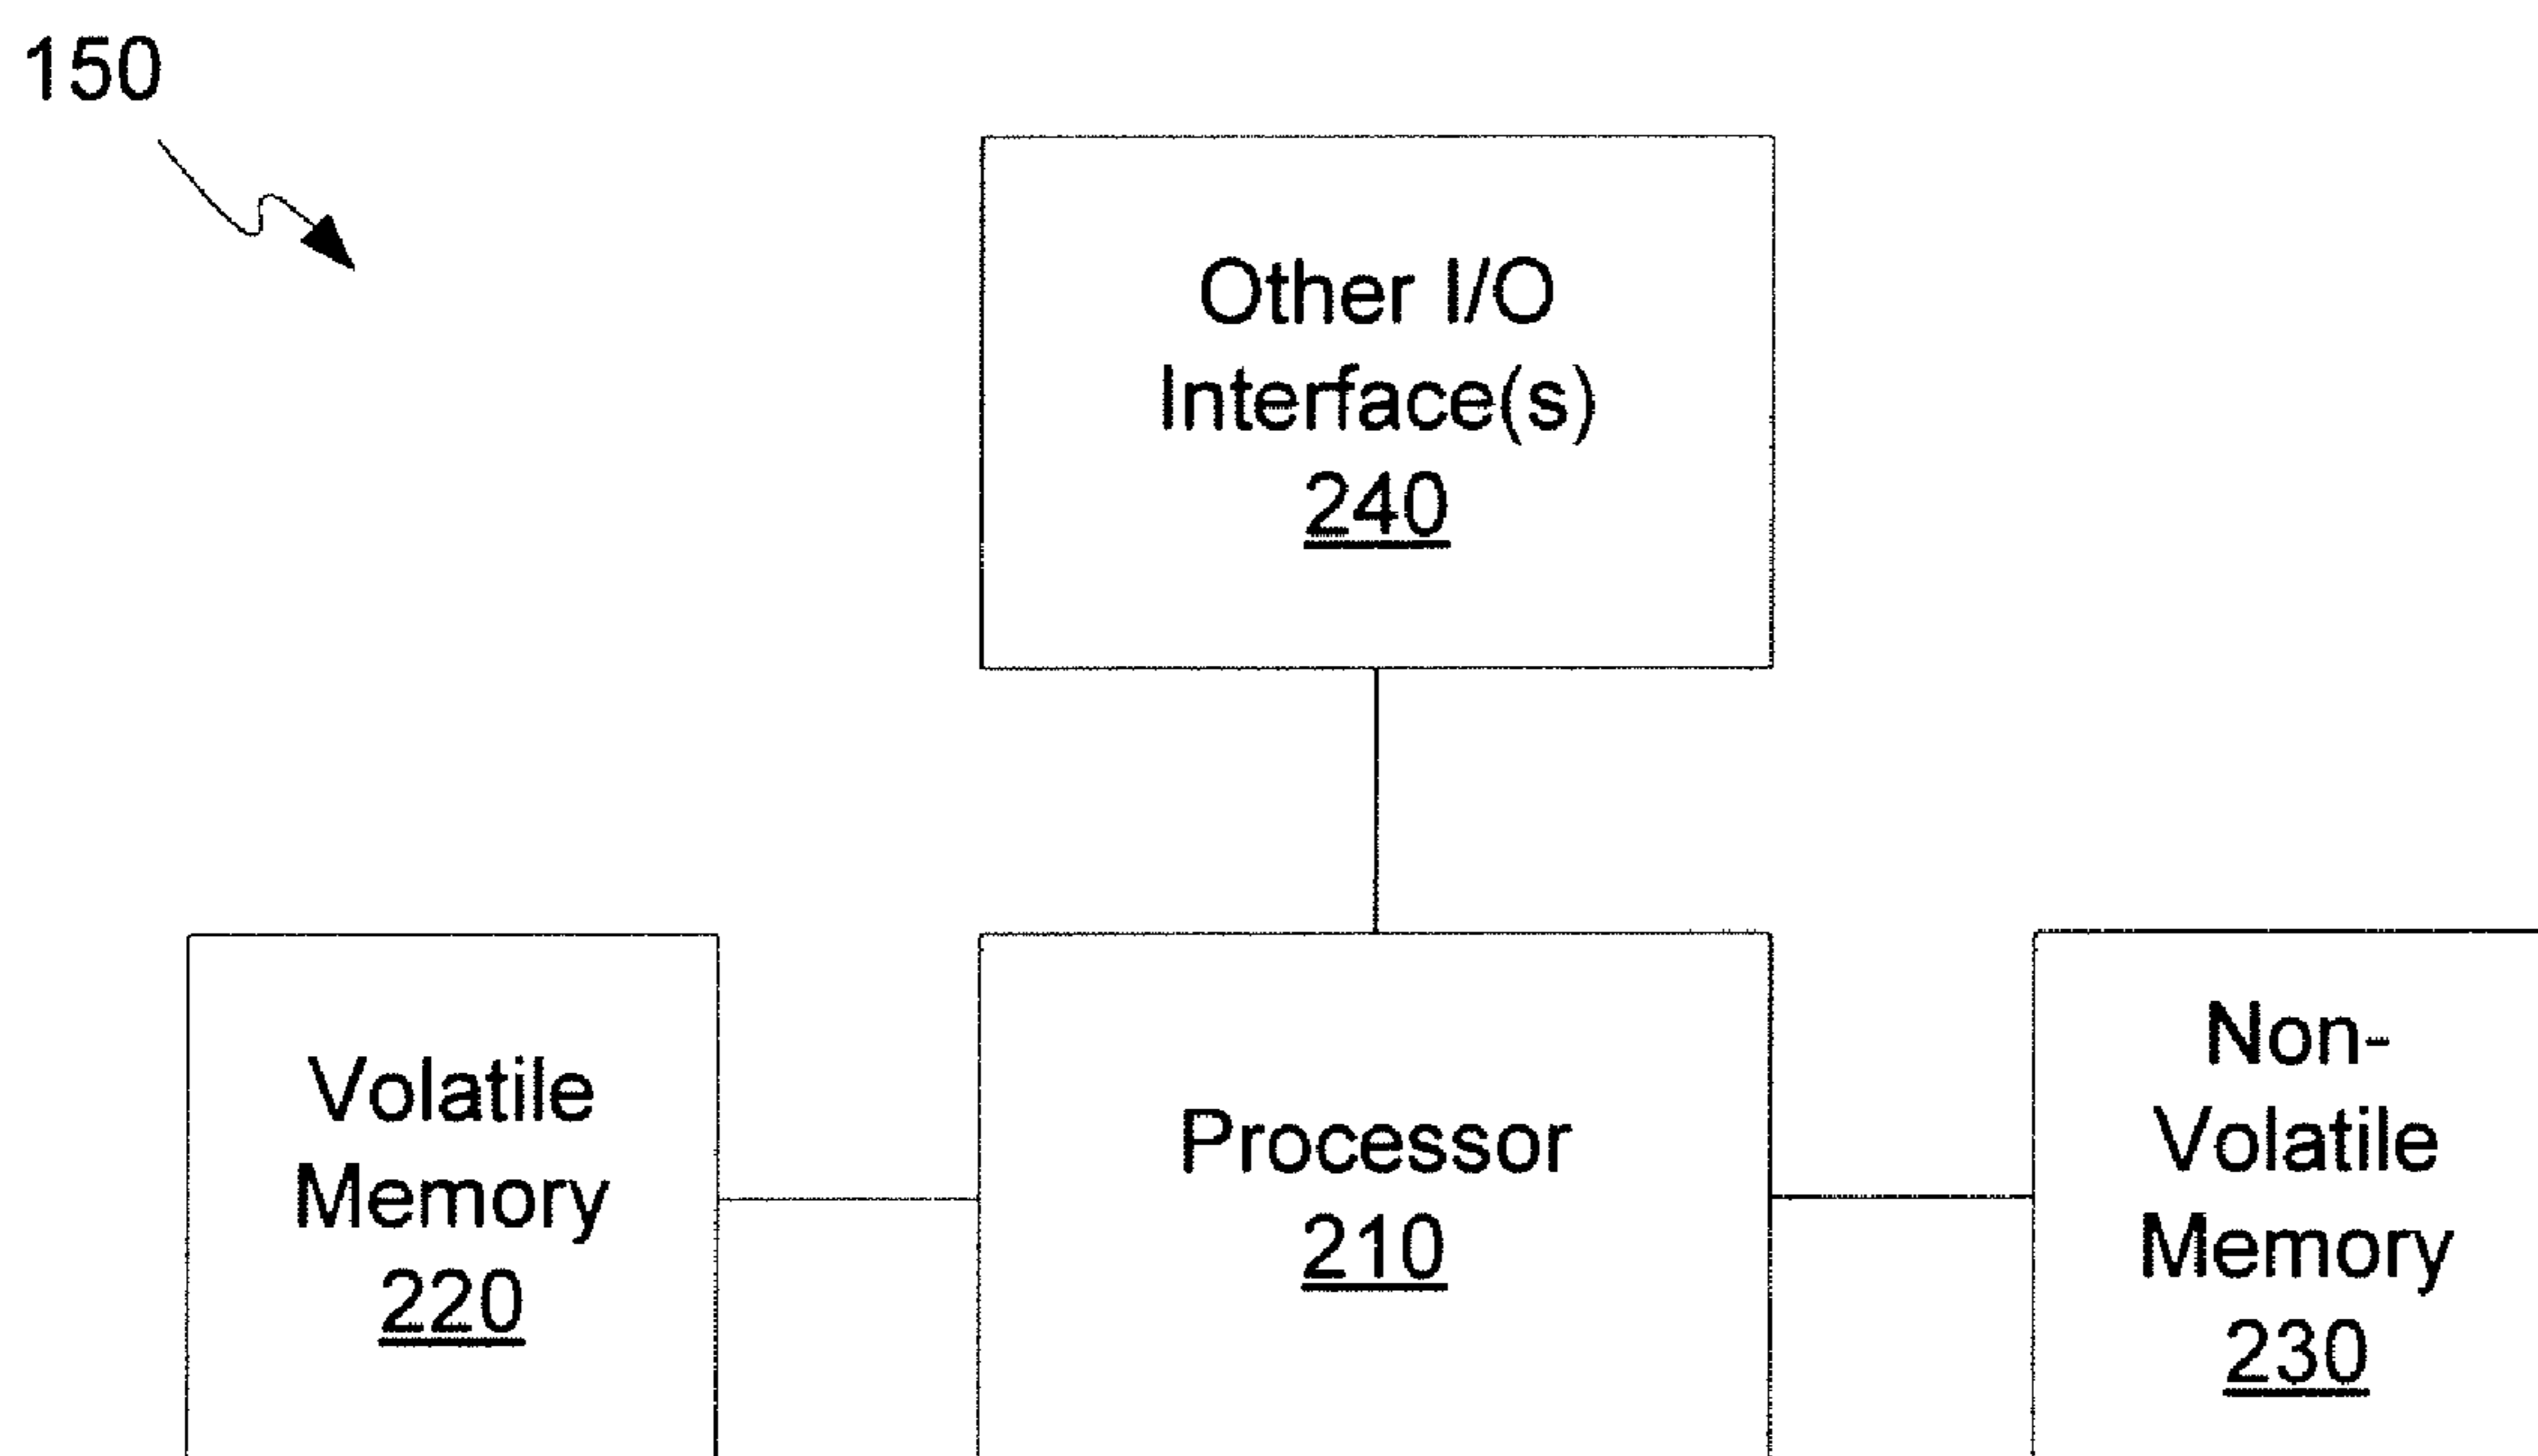 150
Other I/O
Interface(s)
240
Volatile
Memory
220
Processor
210
Non-
Volatile
Memory
230